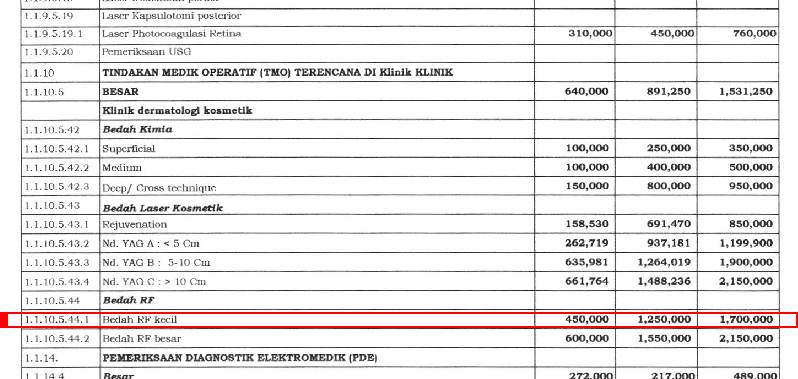 1.1.9.5.19 Laser Kapsulotomi posterior
1.1.9.5.19.1 Laser Photocoagulasi Retina 310,000 450,000 760,000
1.1.9.5.20 Pemeriksaan USG
1.1.10 TINDAKAN MEDIK OPERATIF (TMO) TERENCANA DI Klinik KLINIK
1.1.10.5 BESAR 640,000 891,250 1,531,250
Klinik dermatologi kosmetik
1.1.10.5.42 Bedah Kimia
1.1.10.5.42.1 Superficial 100,000 250,000 350,000
1.1.10.5.42.2 Medium 100,000 400,000 500,000
1.1.10.5.42.3 Deep/ Cross technique 150,000 800,000 950,000
1.1.10.5.43 Bedah Laser Kosmetik
1.1.10.5.43.1 Rejuvenation 158,530 691,470 850,000
1.1.10.5.43.2 Nd. YAG A : < 5 Cm 262,719 937,181 1,199,900
1.1.10.5.43.3 Nd. YAG B : 5-10 Cm 635,981 1,264,019 1,900,000
1.1.10.5.43.4 Nd. YAG C : > 10 Cm 661,764 1,488,236 2,150,000
1.1.10.5.44 Bedah RF
1.1.10.5.44.1 Bedah RF kecil 450,000 1,250,000 1,700,000
1.1.10.5.44.2 Bedah RF besar 600,000 1,550,000 2,150,000
1.1.14. PEMERIKSAAN DIAGNOSTIK ELEKTROMEDIK (PDE)
1.1.14.4 Besar 272,000 217,000 489,000